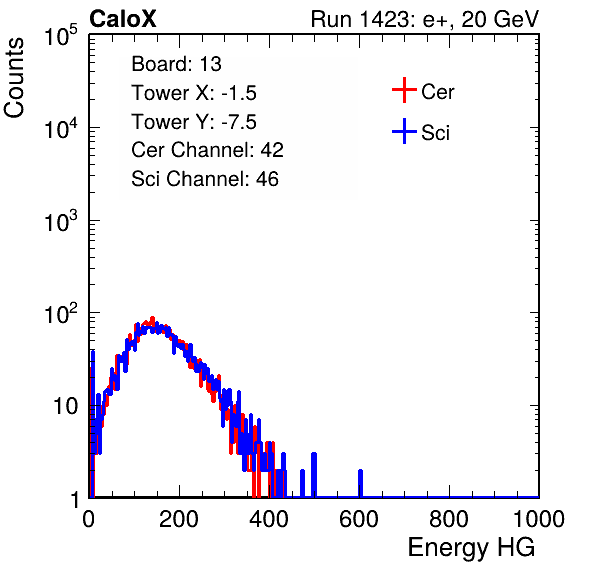 CaloX Run 1423: e+, 20 GeV
Counts
Board: 13
Tower X: -1.5
Tower Y: -7.5
Cer Channel: 42
Sci Channel: 46
Cer
Sci
10^5
10^4
10^3
10^2
10
1
0 200 400 600 800 1000
Energy HG